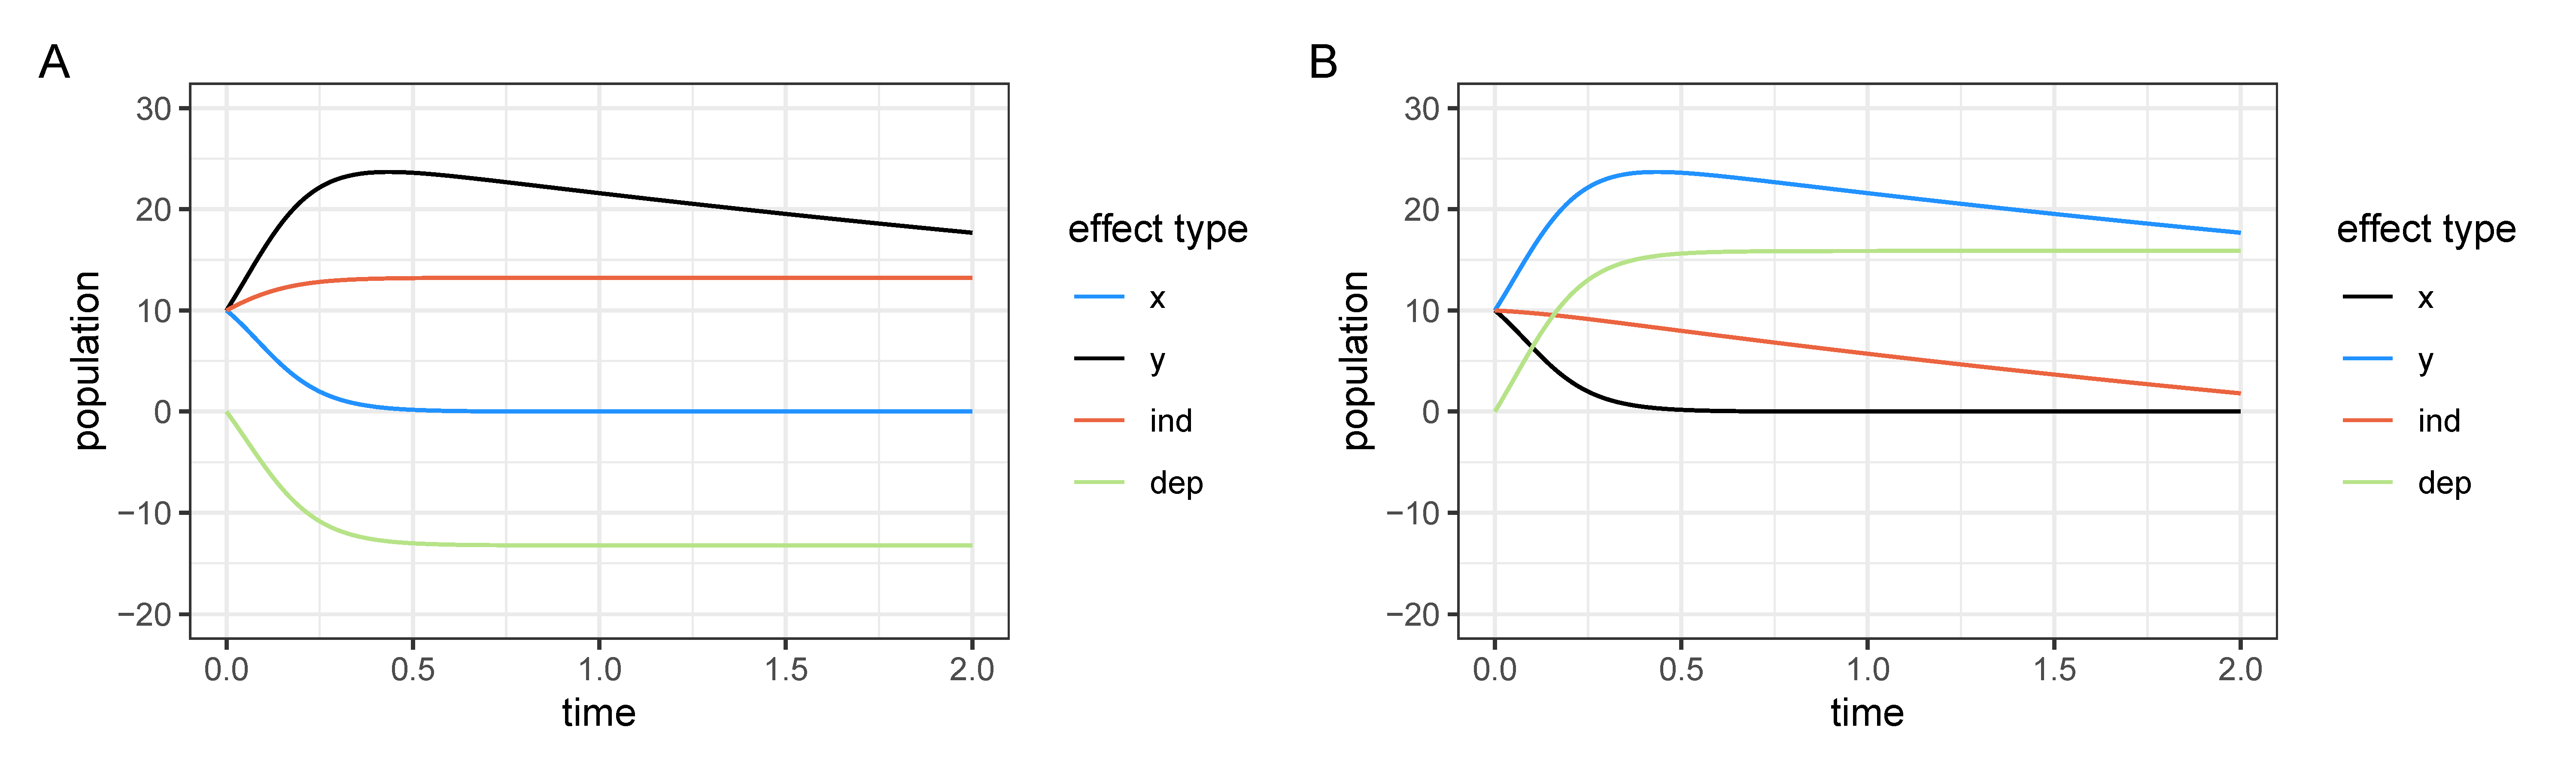 A
population
30
20
10
0
−10
−20
0.0 0.5 1.0 1.5 2.0
time
effect type
x
y
ind
dep
B
population
30
20
10
0
−10
−20
0.0 0.5 1.0 1.5 2.0
time
effect type
x
y
ind
dep